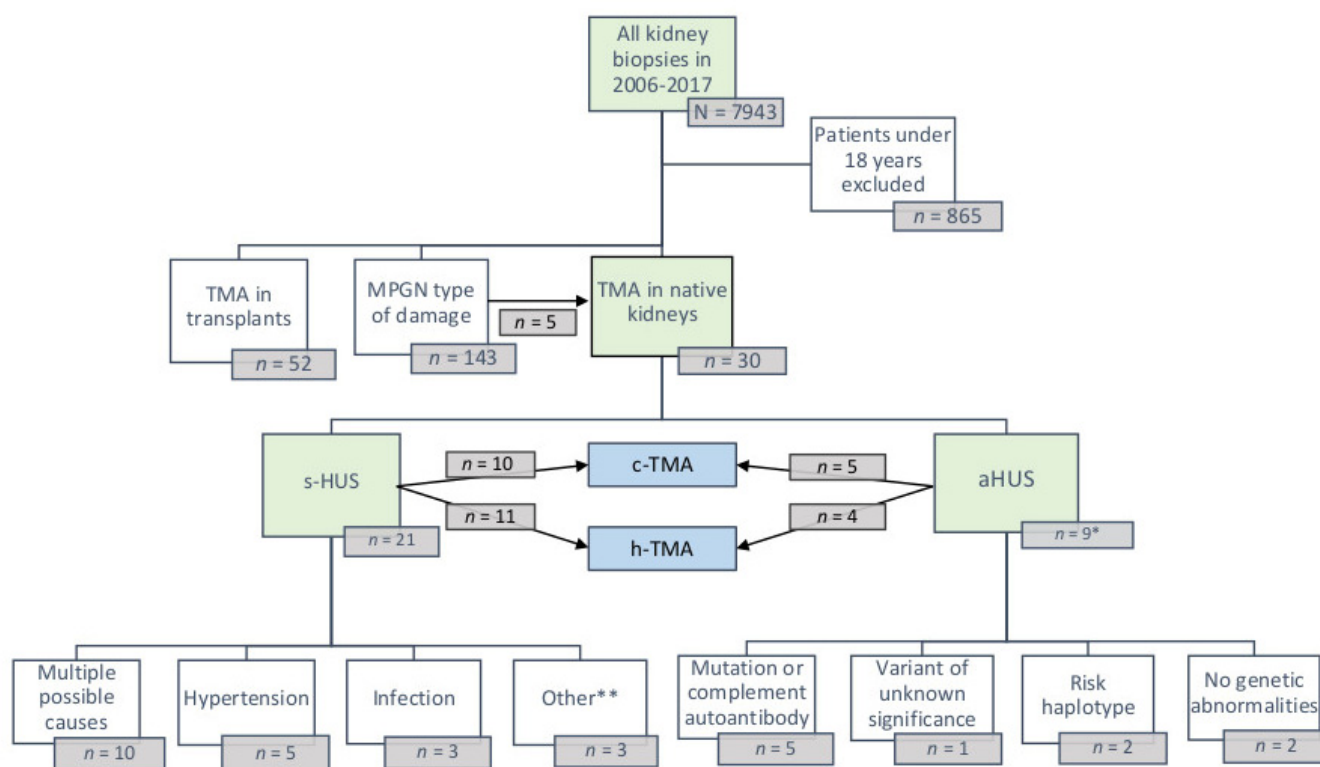 All kidney
biopsies in
2006-2017
N = 7943
Patients under
18 years
excluded
n = 865
TMA in
transplants
n = 52
MPGN type
of damage
n = 143
n = 5
TMA in native
kidneys
n = 30
s-HUS
n = 21
n = 10
n = 11
c-TMA
h-TMA
n = 5
n = 4
aHUS
n = 9*
Multiple
possible
causes
n = 10
Hypertension
n = 5
Infection
n = 3
Other**
n = 3
Mutation or
complement
autoantibody
n = 5
Variant of
unknown
significance
n = 1
Risk
haplotype
n = 2
No genetic
abnormalities
n = 2